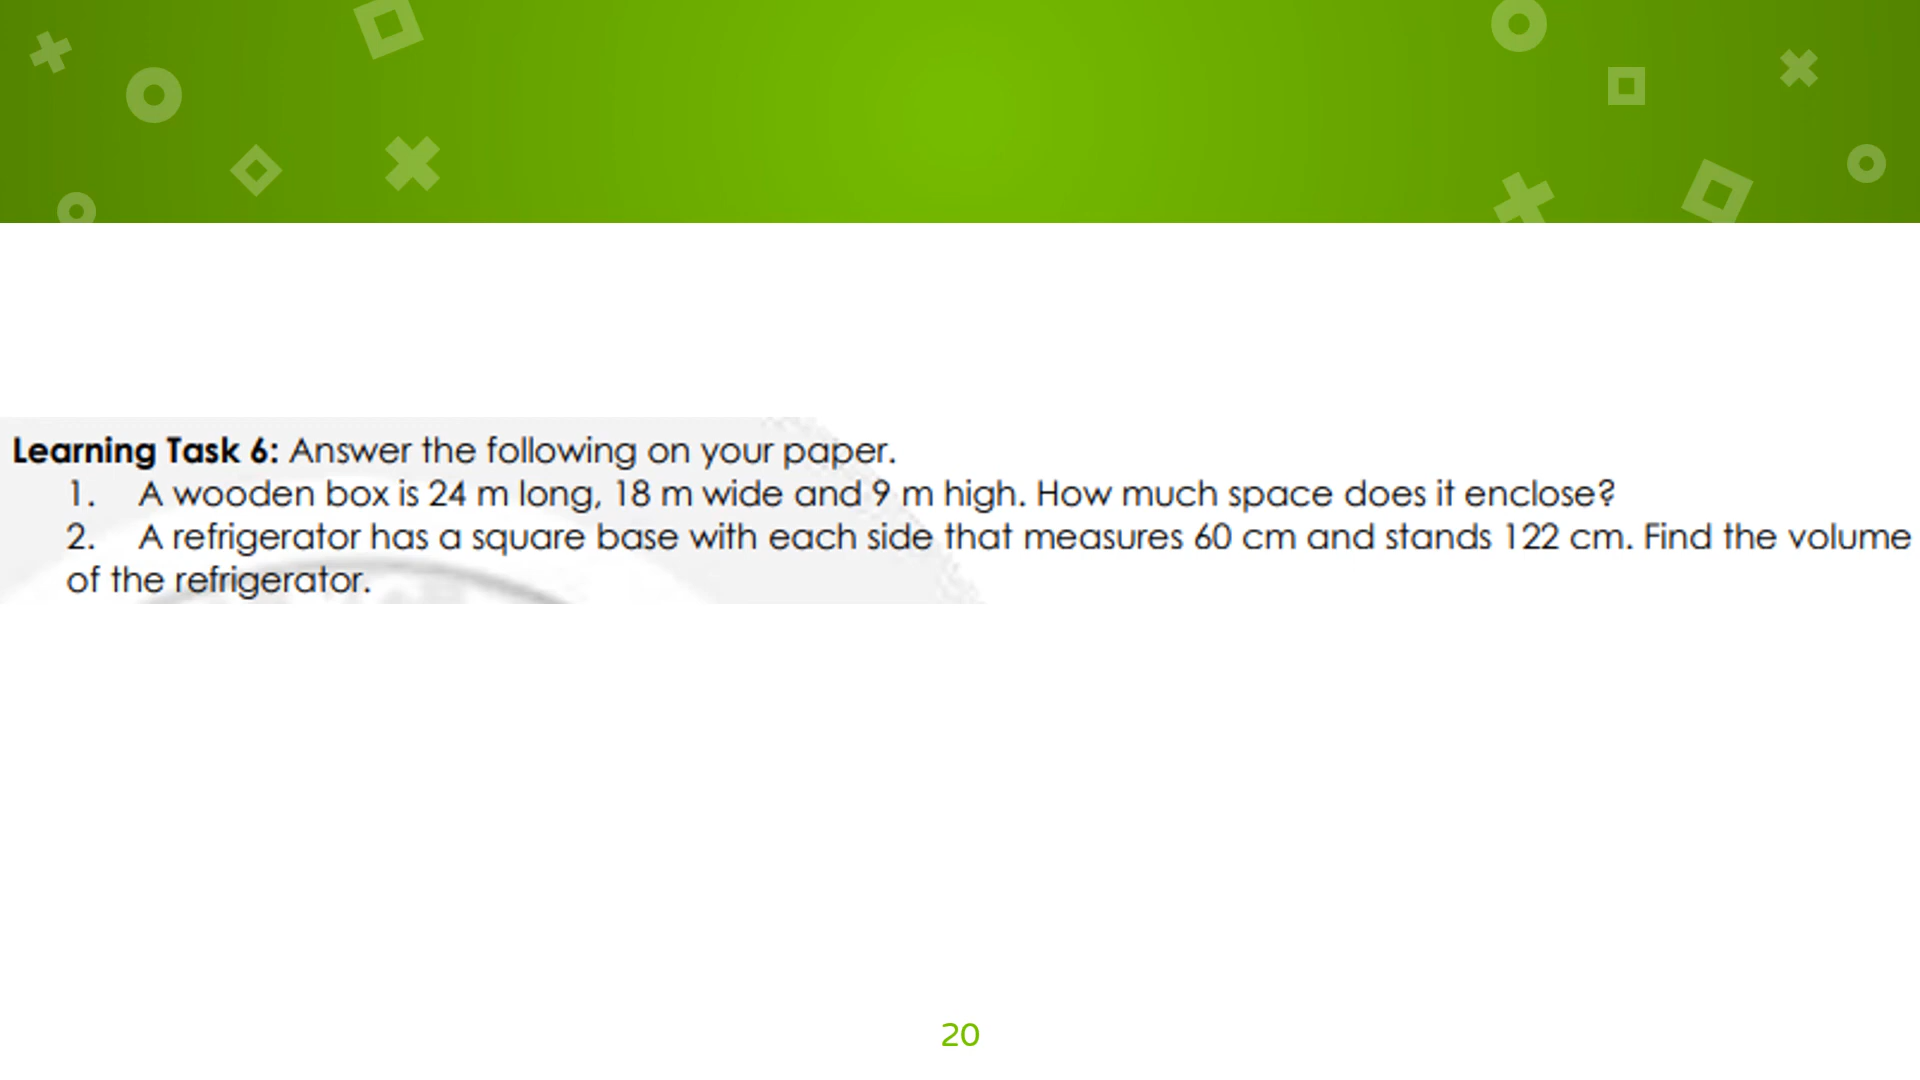 Learning Task 6: Answer the following on your paper.
1. A wooden box is 24 m long, 18 m wide and 9 m high. How much space does it enclose?
2. A refrigerator has a square base with each side that measures 60 cm and stands 122 cm. Find the volume
of the refrigerator.
20